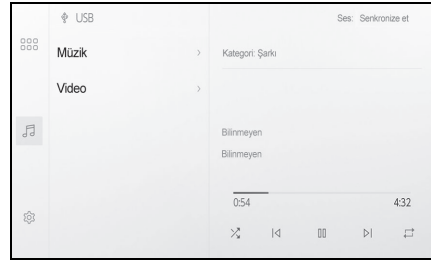 USB
Ses: Senkronize et
Müzik
Video
Kategori: Şarkı
Bilinmeyen
Bilinmeyen
0:54
4:32